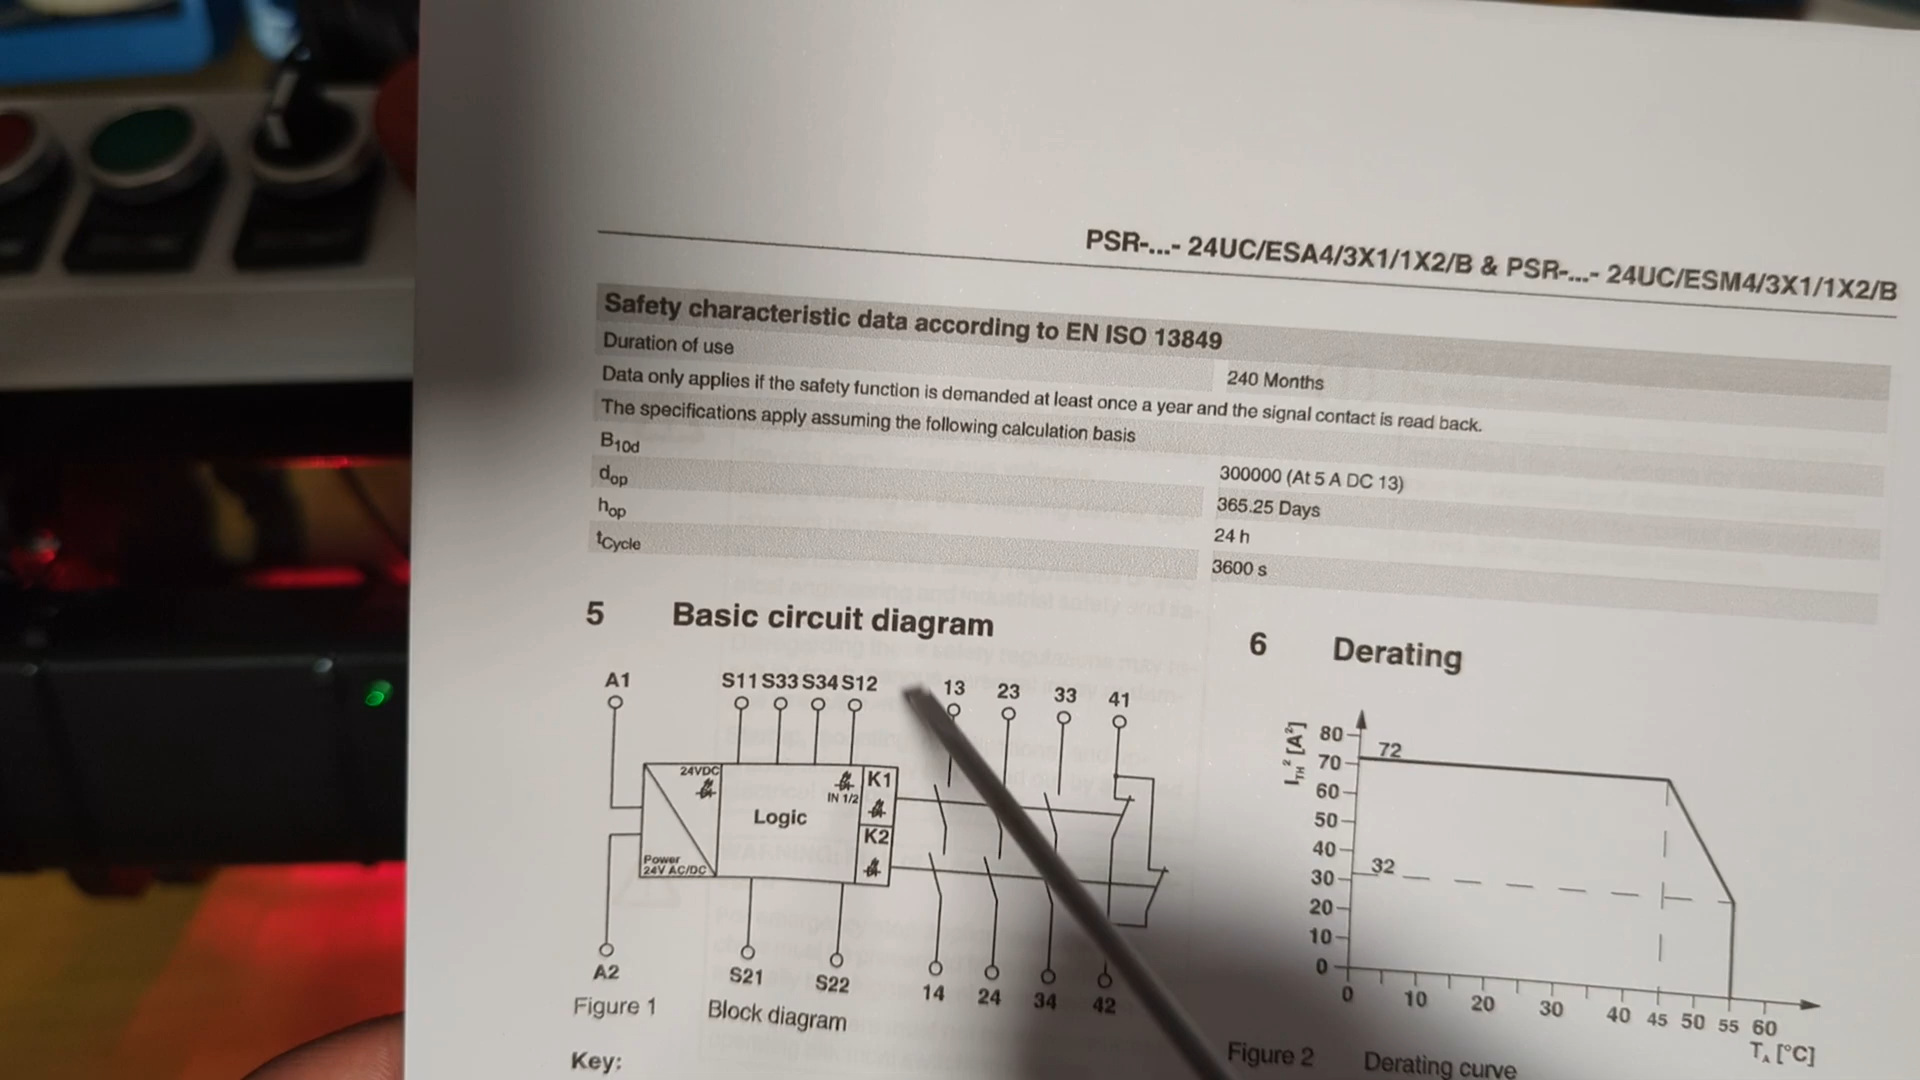 PSR-...- 24UC/ESA4/3X1/1X2/B & PSR-...- 24UC/ESM4/3X1/1X2/B
Safety characteristic data according to EN ISO 13849
Duration of use 240 Months
Data only applies if the safety function is demanded at least once a year and the signal contact is read back.
The specifications apply assuming the following calculation basis
B10d 300000 (At 5 A DC 13)
dop 365.25 Days
hop 24 h
tCycle 3600 s
5 Basic circuit diagram
A1 S11 S33 S34 S12 13 23 33 41
24VDC
IN 1/2
K1
Logic
K2
Power
24V AC/DC
A2 S21 S22 14 24 34 42
Figure 1 Block diagram
Key:
6 Derating
ITH² [A²]
80
72
70
60
50
40
32
30
20
10
0
0 10 20 30 40 45 50 55 60
TA [°C]
Figure 2 Derating curve